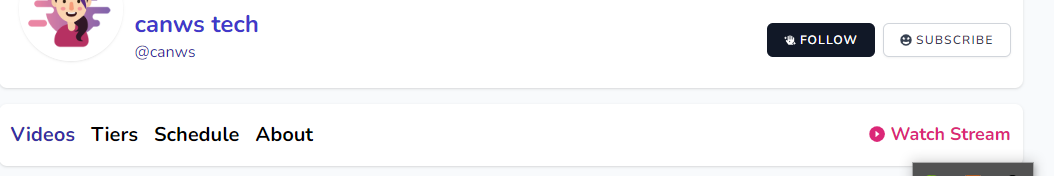 canws tech
@canws
FOLLOW
SUBSCRIBE
Videos Tiers Schedule About
Watch Stream